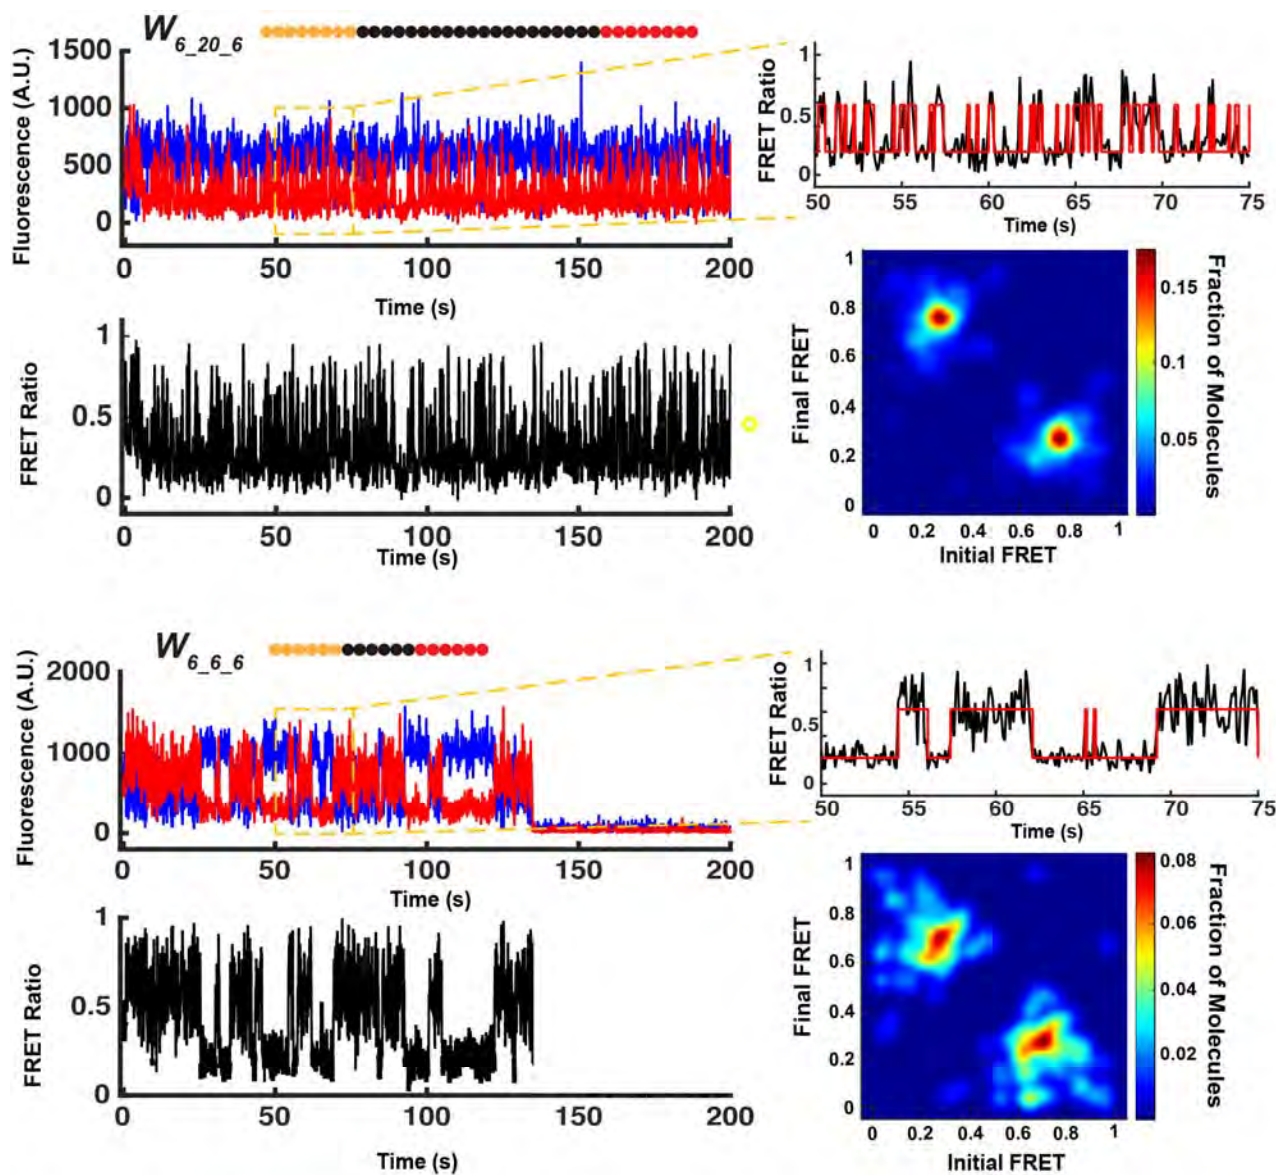 W6_20_6
Fluorescence (A.U.)
1500
1000
500
0
0 50 100 150 200
Time (s)
FRET Ratio
1
0.5
0
50 55 60 65 70 75
Time (s)
FRET Ratio
1
0.5
0
0 50 100 150 200
Time (s)
Final FRET
1
0.8
0.6
0.4
0.2
0
0 0.2 0.4 0.6 0.8 1
Initial FRET
0.15
0.1
0.05
Fraction of Molecules
W6_6_6
Fluorescence (A.U.)
2000
1000
0
0 50 100 150 200
Time (s)
FRET Ratio
1
0.5
0
50 55 60 65 70 75
Time (s)
FRET Ratio
1
0.5
0
0 50 100 150 200
Time (s)
Final FRET
1
0.8
0.6
0.4
0.2
0
0 0.2 0.4 0.6 0.8 1
Initial FRET
0.08
0.06
0.04
0.02
Fraction of Molecules